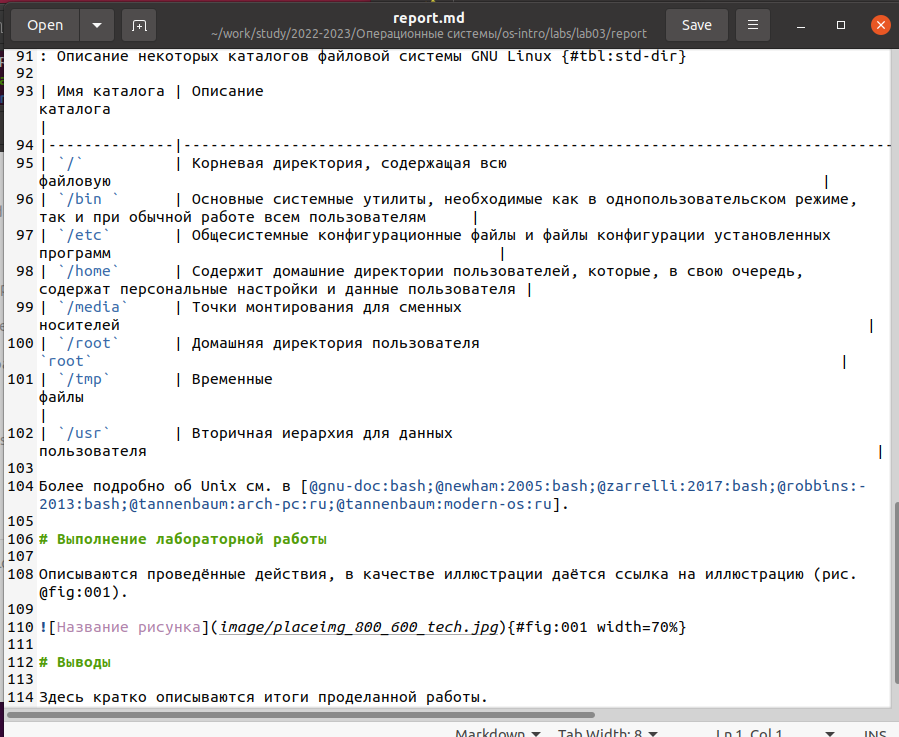 Open
report.md
~/work/study/2022-2023/Операционные системы/os-intro/labs/lab03/report
Save
91 : Описание некоторых каталогов файловой системы GNU Linux {#tbl:std-dir}
92
93 | Имя каталога | Описание
каталога
|
94 |--------------|-------------------------------------------------------------------------------
95 | `/` | Корневая директория, содержащая всю
файловую |
96 | `/bin ` | Основные системные утилиты, необходимые как в однопользовательском режиме,
так и при обычной работе всем пользователям |
97 | `/etc` | Общесистемные конфигурационные файлы и файлы конфигурации установленных
программ |
98 | `/home` | Содержит домашние директории пользователей, которые, в свою очередь,
содержат персональные настройки и данные пользователя |
99 | `/media` | Точки монтирования для сменных
носителей |
100 | `/root` | Домашняя директория пользователя
`root` |
101 | `/tmp` | Временные
файлы
|
102 | `/usr` | Вторичная иерархия для данных
пользователя |
103
104 Более подробно об Unix см. в [@gnu-doc:bash;@newham:2005:bash;@zarrelli:2017:bash;@robbins:-
2013:bash;@tannenbaum:arch-pc:ru;@tannenbaum:modern-os:ru].
105
106 # Выполнение лабораторной работы
107
108 Описываются проведённые действия, в качестве иллюстрации даётся ссылка на иллюстрацию (рис.
@fig:001).
109
110 ![Название рисунка](image/placeimg_800_600_tech.jpg){#fig:001 width=70%}
111
112 # Выводы
113
114 Здесь кратко описываются итоги проделанной работы.
Markdown Tab Width: 8 Ln 1, Col 1 INS